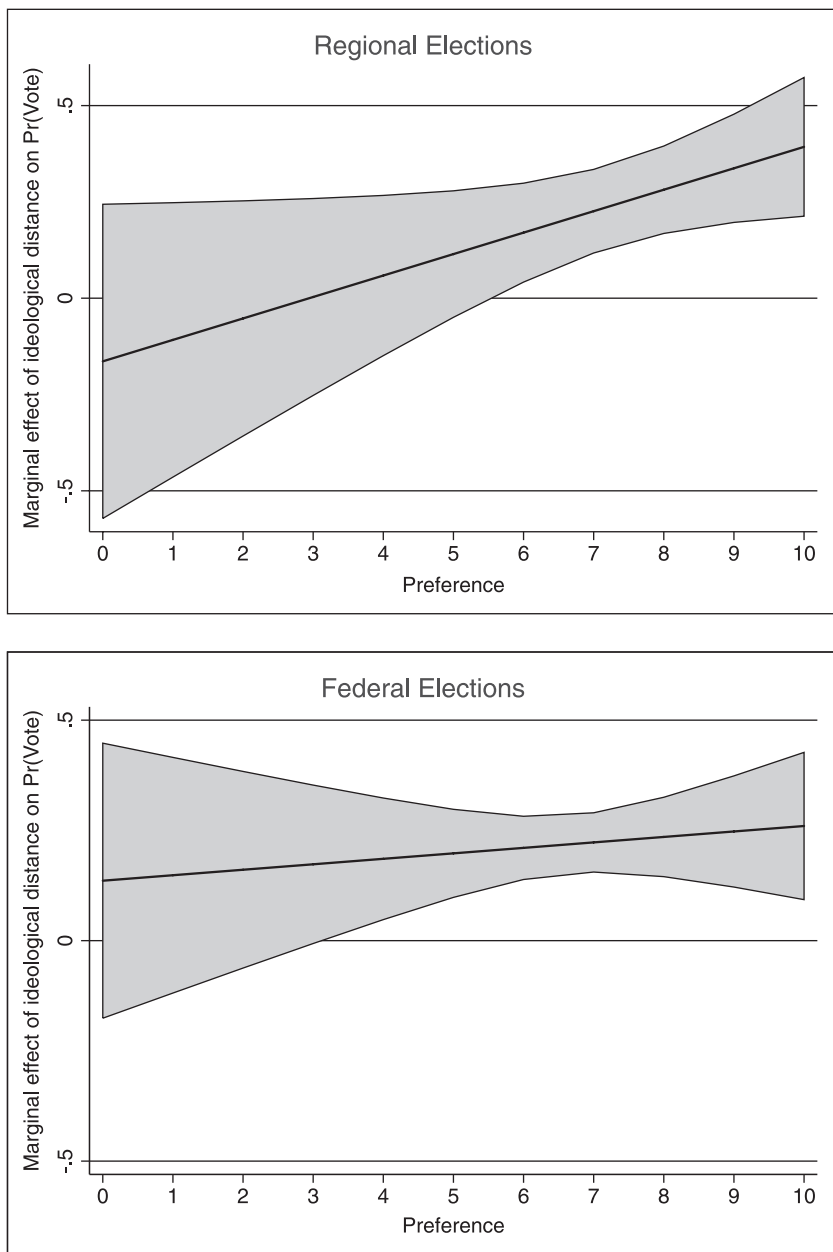 Regional Elections
Marginal effect of ideological distance on Pr(Vote)
.5
0
-.5
0 1 2 3 4 5 6 7 8 9 10
Preference
Federal Elections
Marginal effect of ideological distance on Pr(Vote)
.5
0
-.5
0 1 2 3 4 5 6 7 8 9 10
Preference